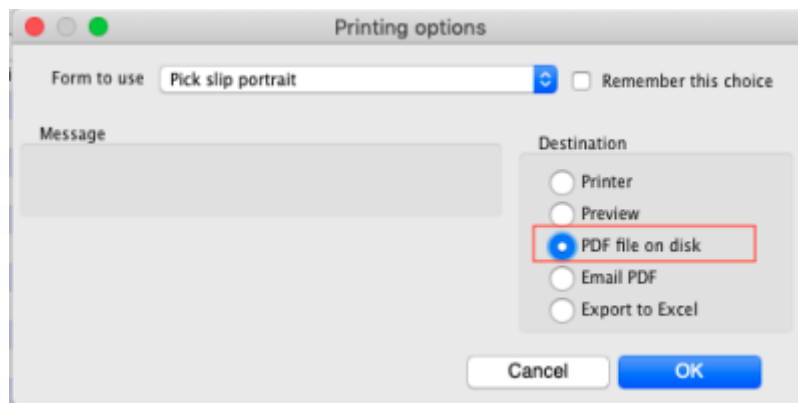 Printing options
Form to use Pick slip portrait Remember this choice
Message
Destination
Printer
Preview
PDF file on disk
Email PDF
Export to Excel
Cancel OK